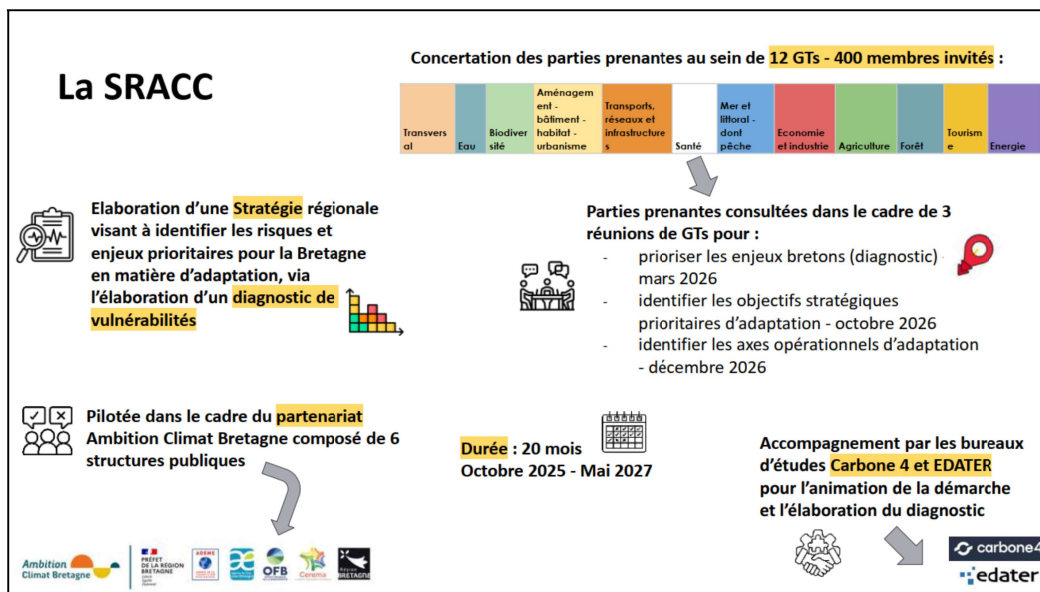 La SRACC
Concertation des parties prenantes au sein de 12 GTs - 400 membres invités :
Transvers
al
Eau
Biodiver
sité
Aménagem
ent -
bâtiment -
habitat -
urbanisme
Transports,
réseaux et
infrastructure
s
Santé
Mer et
littoral -
dont
pêche
Economie
et industrie
Agriculture
Forêt
Tourism
e
Energie
Elaboration d'une Stratégie régionale
visant à identifier les risques et
enjeux prioritaires pour la Bretagne
en matière d'adaptation, via
l'élaboration d'un diagnostic de
vulnérabilités
Parties prenantes consultées dans le cadre de 3
réunions de GTs pour :
- prioriser les enjeux bretons (diagnostic) -
mars 2026
- identifier les objectifs stratégiques
prioritaires d'adaptation - octobre 2026
- identifier les axes opérationnels d'adaptation
- décembre 2026
Pilotée dans le cadre du partenariat
Ambition Climat Bretagne composé de 6
structures publiques
Durée : 20 mois
Octobre 2025 - Mai 2027
Accompagnement par les bureaux
d'études Carbone 4 et EDATER
pour l'animation de la démarche
et l'élaboration du diagnostic
Ambition
Climat Bretagne
PRÉFET
DE LA RÉGION
BRETAGNE
ADEME
OFB
Cerema
Région
BRETAGNE
carbone4
edater